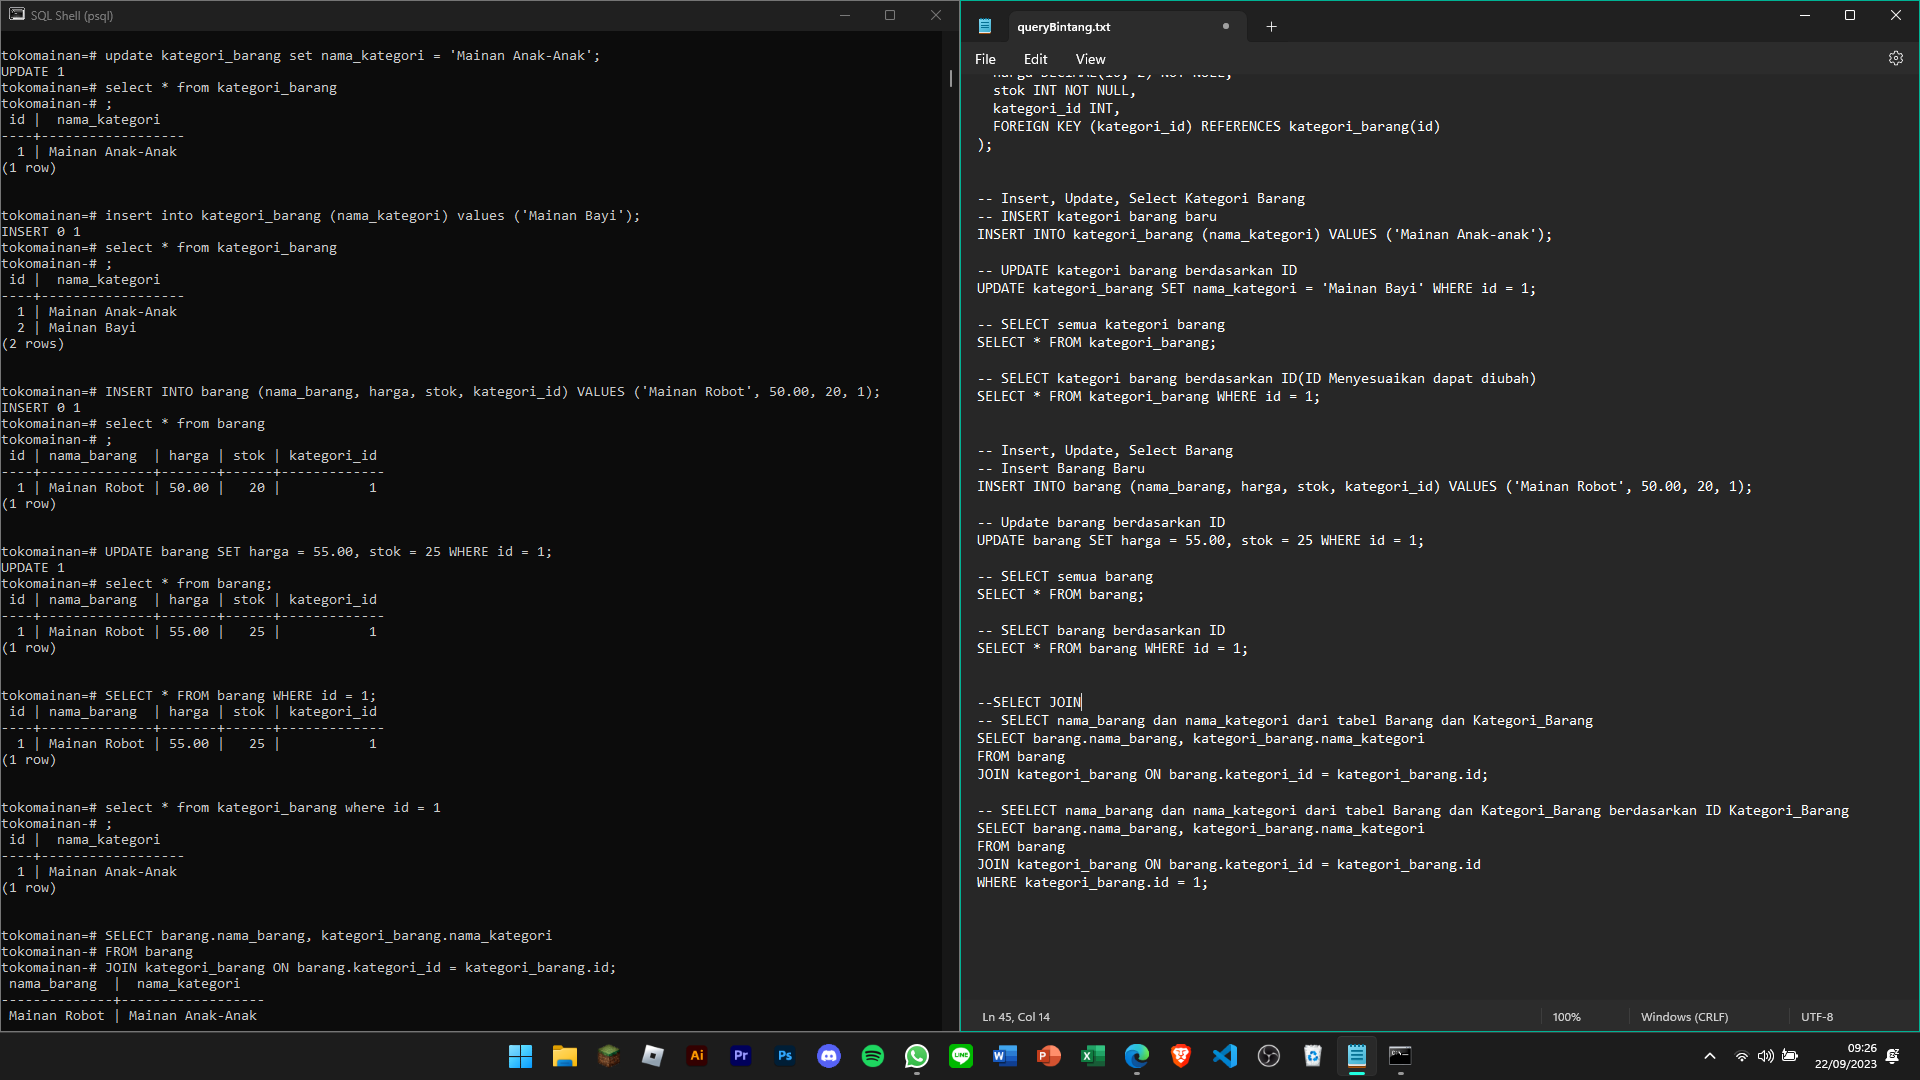 SQL Shell (psql)
tokomainan=# update kategori_barang set nama_kategori = 'Mainan Anak-Anak';
UPDATE 1
tokomainan=# select * from kategori_barang
tokomainan-# ;
 id |  nama_kategori
----+------------------
  1 | Mainan Anak-Anak
(1 row)
tokomainan=# insert into kategori_barang (nama_kategori) values ('Mainan Bayi');
INSERT 0 1
tokomainan=# select * from kategori_barang
tokomainan-# ;
 id |  nama_kategori
----+------------------
  1 | Mainan Anak-Anak
  2 | Mainan Bayi
(2 rows)
tokomainan=# INSERT INTO barang (nama_barang, harga, stok, kategori_id) VALUES ('Mainan Robot', 50.00, 20, 1);
INSERT 0 1
tokomainan=# select * from barang
tokomainan-# ;
 id | nama_barang  | harga | stok | kategori_id
----+--------------+-------+------+-------------
  1 | Mainan Robot | 50.00 |   20 |           1
(1 row)
tokomainan=# UPDATE barang SET harga = 55.00, stok = 25 WHERE id = 1;
UPDATE 1
tokomainan=# select * from barang;
 id | nama_barang  | harga | stok | kategori_id
----+--------------+-------+------+-------------
  1 | Mainan Robot | 55.00 |   25 |           1
(1 row)
tokomainan=# SELECT * FROM barang WHERE id = 1;
 id | nama_barang  | harga | stok | kategori_id
----+--------------+-------+------+-------------
  1 | Mainan Robot | 55.00 |   25 |           1
(1 row)
tokomainan=# select * from kategori_barang where id = 1
tokomainan-# ;
 id |  nama_kategori
----+------------------
  1 | Mainan Anak-Anak
(1 row)
tokomainan=# SELECT barang.nama_barang, kategori_barang.nama_kategori
tokomainan-# FROM barang
tokomainan-# JOIN kategori_barang ON barang.kategori_id = kategori_barang.id;
 nama_barang  |  nama_kategori
--------------+------------------
 Mainan Robot | Mainan Anak-Anak
queryBintang.txt
File Edit View
  harga DECIMAL(10, 2) NOT NULL,
  stok INT NOT NULL,
  kategori_id INT,
  FOREIGN KEY (kategori_id) REFERENCES kategori_barang(id)
);
-- Insert, Update, Select Kategori Barang
-- INSERT kategori barang baru
INSERT INTO kategori_barang (nama_kategori) VALUES ('Mainan Anak-anak');
-- UPDATE kategori barang berdasarkan ID
UPDATE kategori_barang SET nama_kategori = 'Mainan Bayi' WHERE id = 1;
-- SELECT semua kategori barang
SELECT * FROM kategori_barang;
-- SELECT kategori barang berdasarkan ID(ID Menyesuaikan dapat diubah)
SELECT * FROM kategori_barang WHERE id = 1;
-- Insert, Update, Select Barang
-- Insert Barang Baru
INSERT INTO barang (nama_barang, harga, stok, kategori_id) VALUES ('Mainan Robot', 50.00, 20, 1);
-- Update barang berdasarkan ID
UPDATE barang SET harga = 55.00, stok = 25 WHERE id = 1;
-- SELECT semua barang
SELECT * FROM barang;
-- SELECT barang berdasarkan ID
SELECT * FROM barang WHERE id = 1;
--SELECT JOIN
-- SELECT nama_barang dan nama_kategori dari tabel Barang dan Kategori_Barang
SELECT barang.nama_barang, kategori_barang.nama_kategori
FROM barang
JOIN kategori_barang ON barang.kategori_id = kategori_barang.id;
-- SEELECT nama_barang dan nama_kategori dari tabel Barang dan Kategori_Barang berdasarkan ID Kategori_Barang
SELECT barang.nama_barang, kategori_barang.nama_kategori
FROM barang
JOIN kategori_barang ON barang.kategori_id = kategori_barang.id
WHERE kategori_barang.id = 1;
Ln 45, Col 14 100% Windows (CRLF) UTF-8
Ai Pr Ps LINE W P X
09:26
22/09/2023